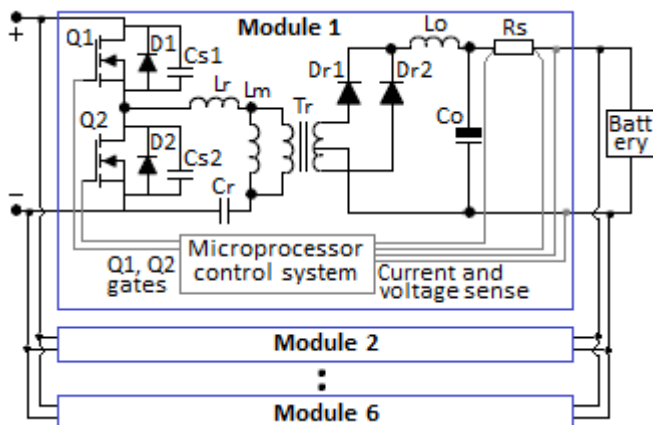 Module 1
+
Q1
D1
Cs1
Lr
Lm
Tr
Dr1
Dr2
Lo
Rs
Co
Batt
ery
Q2
D2
Cs2
Cr
−
Q1, Q2
gates
Microprocessor
control system
Current and
voltage sense
Module 2
Module 6